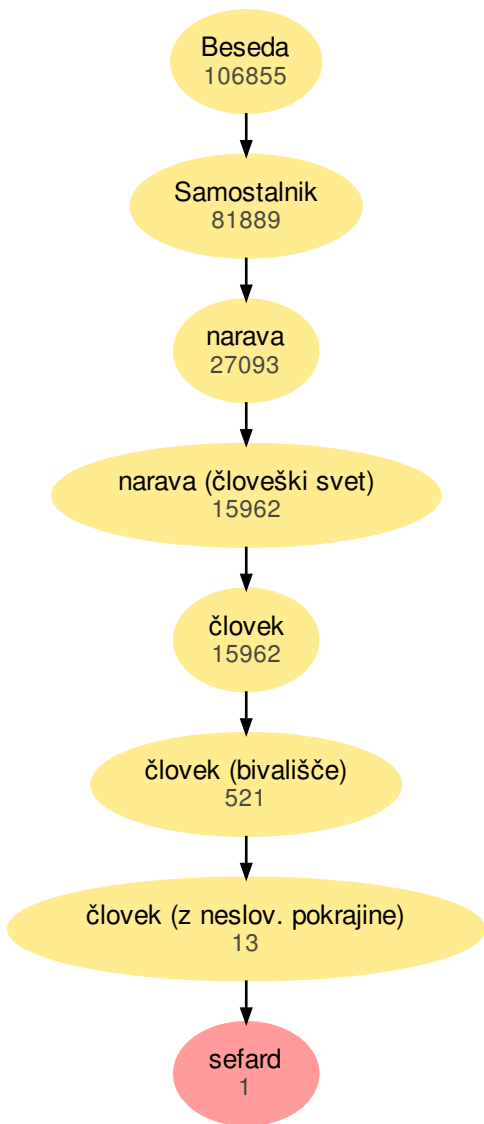 Beseda
106855
Samostalnik
81889
narava
27093
narava (človeški svet)
15962
človek
15962
človek (bivališče)
521
človek (z neslov. pokrajine)
13
sefard
1